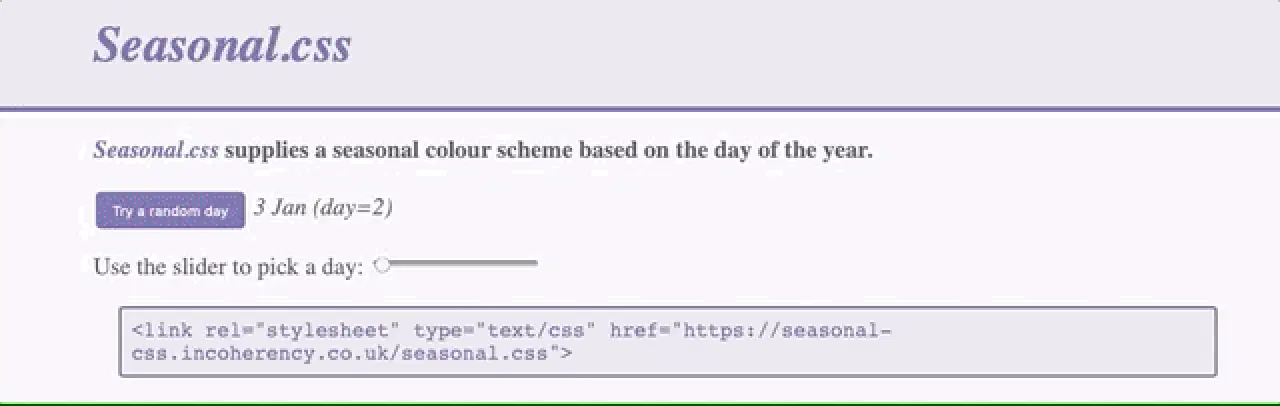 Seasonal.css
Seasonal.css supplies a seasonal colour scheme based on the day of the year.
Try a random day 3 Jan (day=2)
Use the slider to pick a day:
<link rel="stylesheet" type="text/css" href="https://seasonal-
css.incoherency.co.uk/seasonal.css">